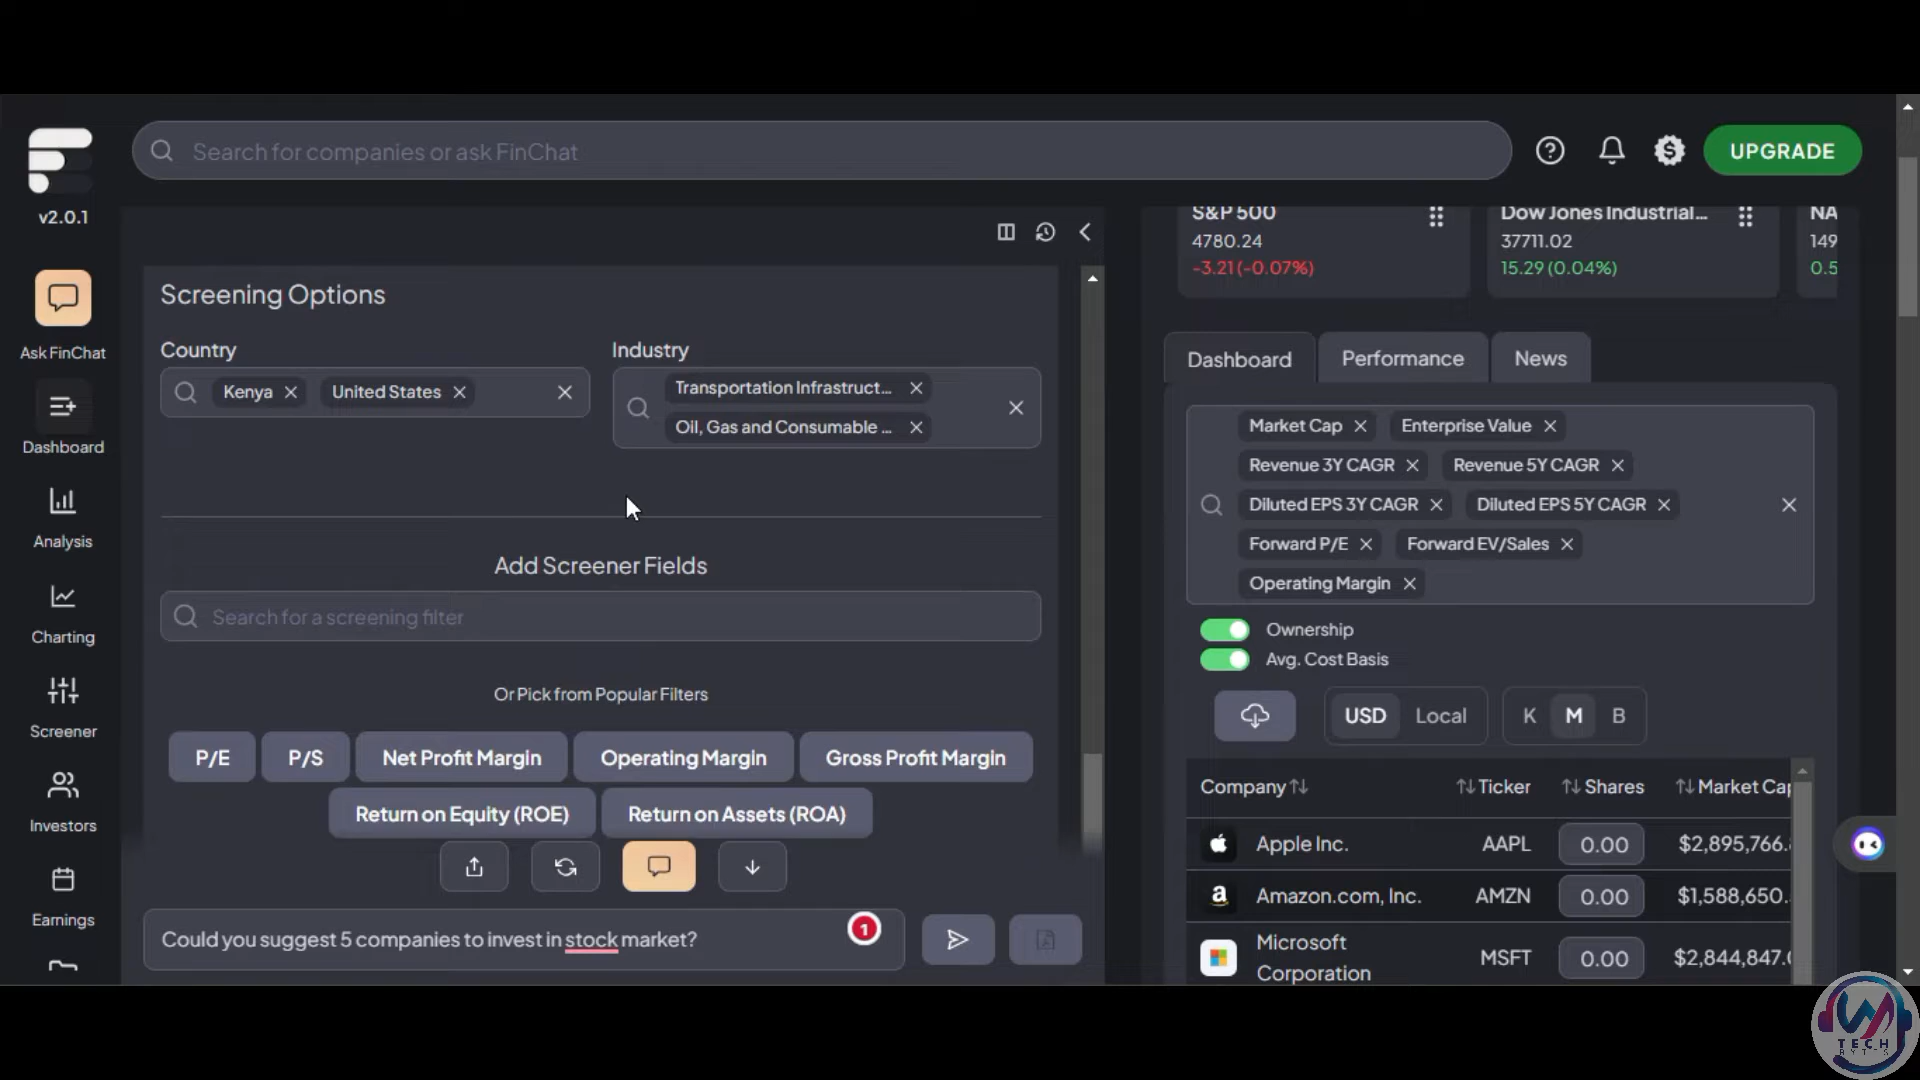 Search for companies or ask FinChat
UPGRADE
v2.0.1
Ask FinChat
Dashboard
Analysis
Charting
Screener
Investors
Earnings
Screening Options
Country
Industry
Kenya
United States
Transportation Infrastruct...
Oil, Gas and Consumable ...
Add Screener Fields
Search for a screening filter
Or Pick from Popular Filters
P/E
P/S
Net Profit Margin
Operating Margin
Gross Profit Margin
Return on Equity (ROE)
Return on Assets (ROA)
Could you suggest 5 companies to invest in stock market?
1
S&P 500
4780.24
-3.21 (-0.07%)
Dow Jones Industrial...
37711.02
15.29 (0.04%)
NA
149
0.5
Dashboard
Performance
News
Market Cap
Enterprise Value
Revenue 3Y CAGR
Revenue 5Y CAGR
Diluted EPS 3Y CAGR
Diluted EPS 5Y CAGR
Forward P/E
Forward EV/Sales
Operating Margin
Ownership
Avg. Cost Basis
USD
Local
K
M
B
Company
Ticker
Shares
Market Cap
Apple Inc.
AAPL
0.00
$2,895,766.
Amazon.com, Inc.
AMZN
0.00
$1,588,650.
Microsoft
Corporation
MSFT
0.00
$2,844,847.
TECH